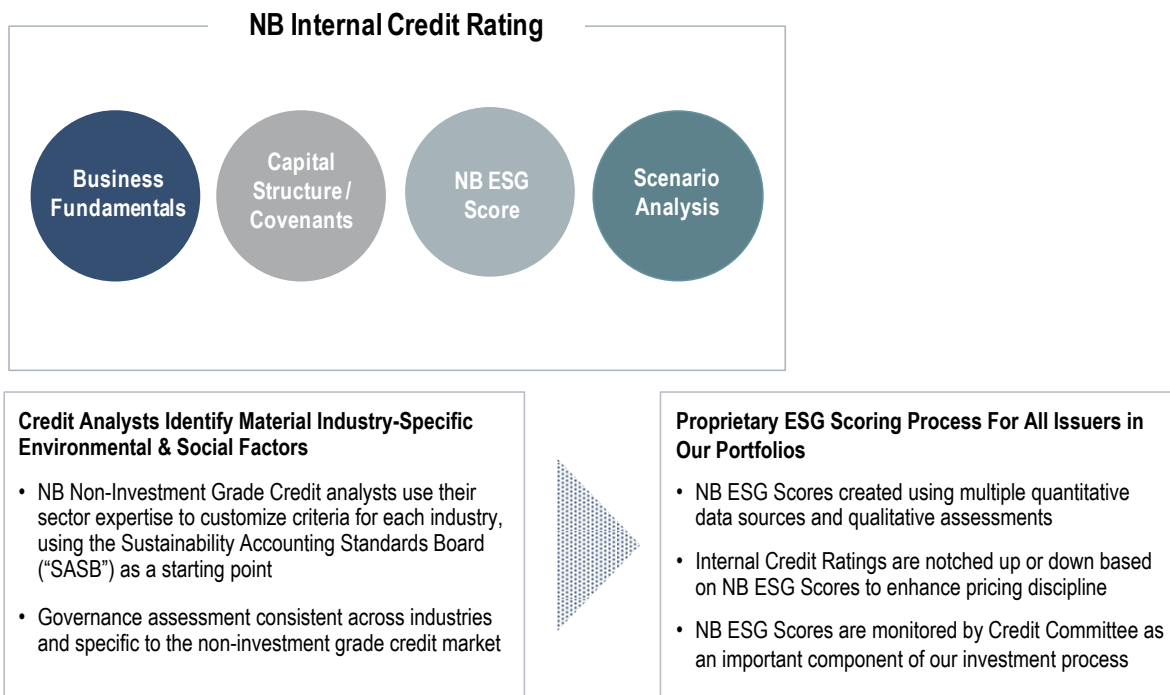 NB Internal Credit Rating
Business
Fundamentals
Capital
Structure /
Covenants
NB ESG
Score
Scenario
Analysis
Credit Analysts Identify Material Industry-Specific
Environmental & Social Factors
• NB Non-Investment Grade Credit analysts use their
sector expertise to customize criteria for each industry,
using the Sustainability Accounting Standards Board
(“SASB”) as a starting point
• Governance assessment consistent across industries
and specific to the non-investment grade credit market
Proprietary ESG Scoring Process For All Issuers in
Our Portfolios
• NB ESG Scores created using multiple quantitative
data sources and qualitative assessments
• Internal Credit Ratings are notched up or down based
on NB ESG Scores to enhance pricing discipline
• NB ESG Scores are monitored by Credit Committee as
an important component of our investment process